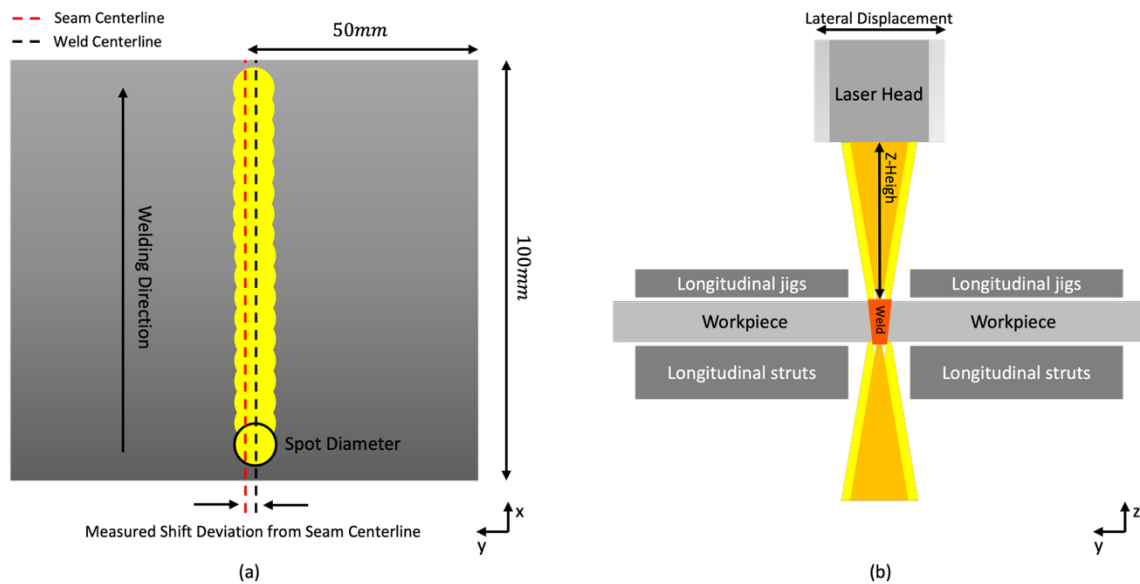 Seam Centerline
Weld Centerline
50mm
Welding Direction
100mm
Spot Diameter
Measured Shift Deviation from Seam Centerline
x
y
(a)
Lateral Displacement
Laser Head
Z-Heigh
Longitudinal jigs
Longitudinal jigs
Workpiece
Weld
Workpiece
Longitudinal struts
Longitudinal struts
z
y
(b)